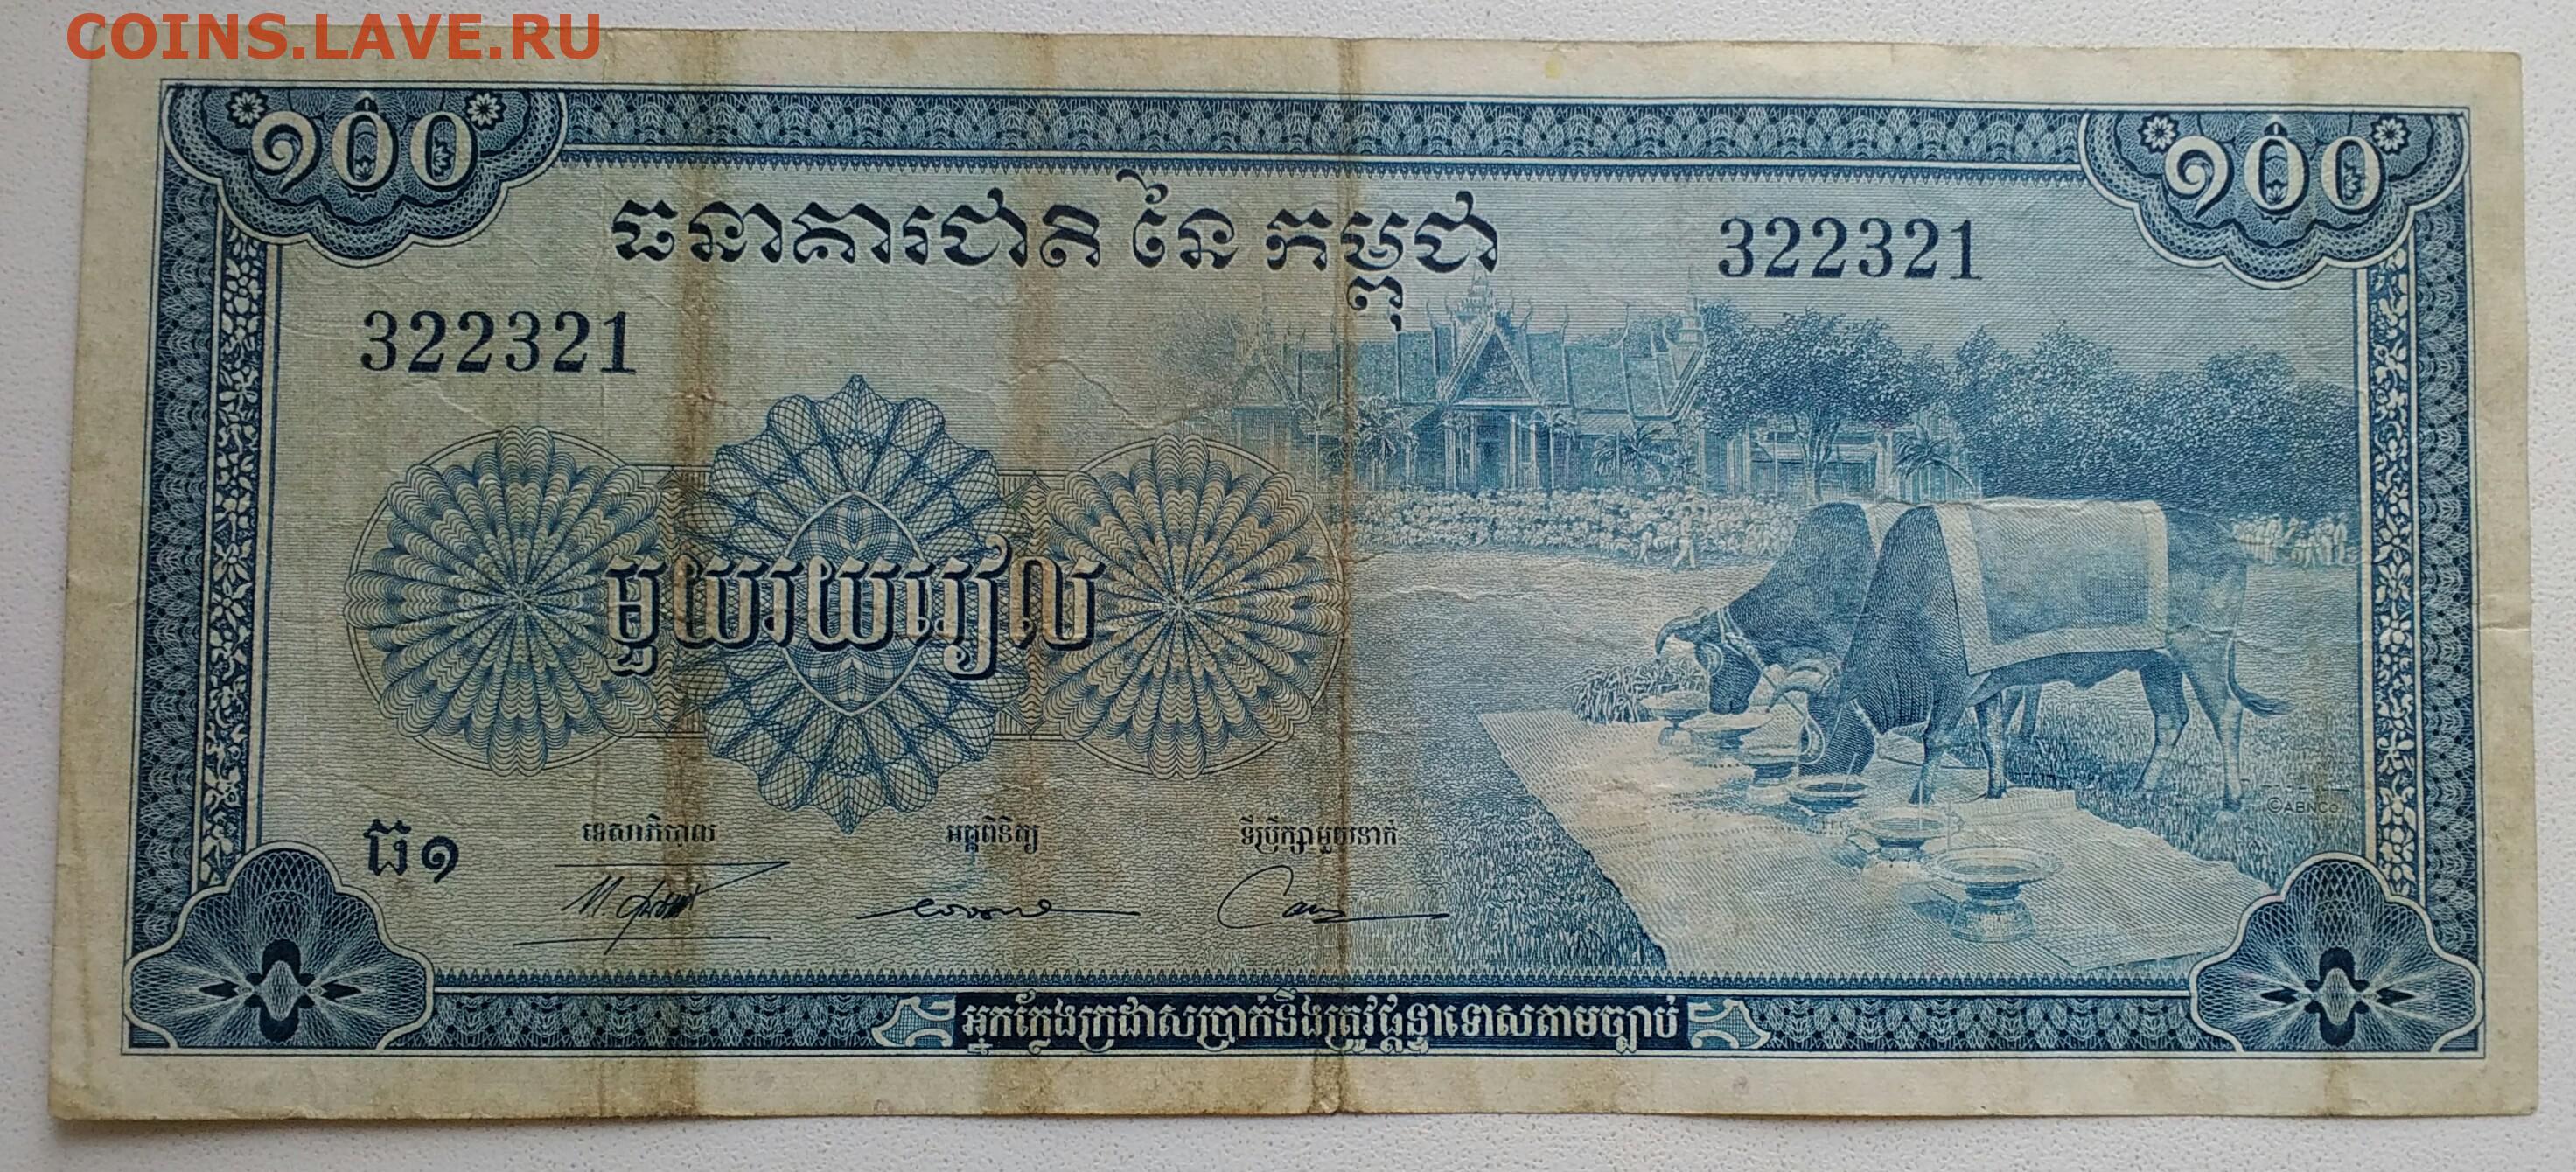 COINS.LAVE.RU
១០០ ១០០
ធនាគារជាតិ នៃ កម្ពុជា
322321
322321
មួយរយរៀល
©ABNCo.
ធ១
ទេសាភិបាល អគ្គពិនិត្យ ទីប្រឹក្សាមួយនាក់
អ្នកក្លែងក្រដាសប្រាក់នឹងត្រូវផ្តន្ទាទោសតាមច្បាប់